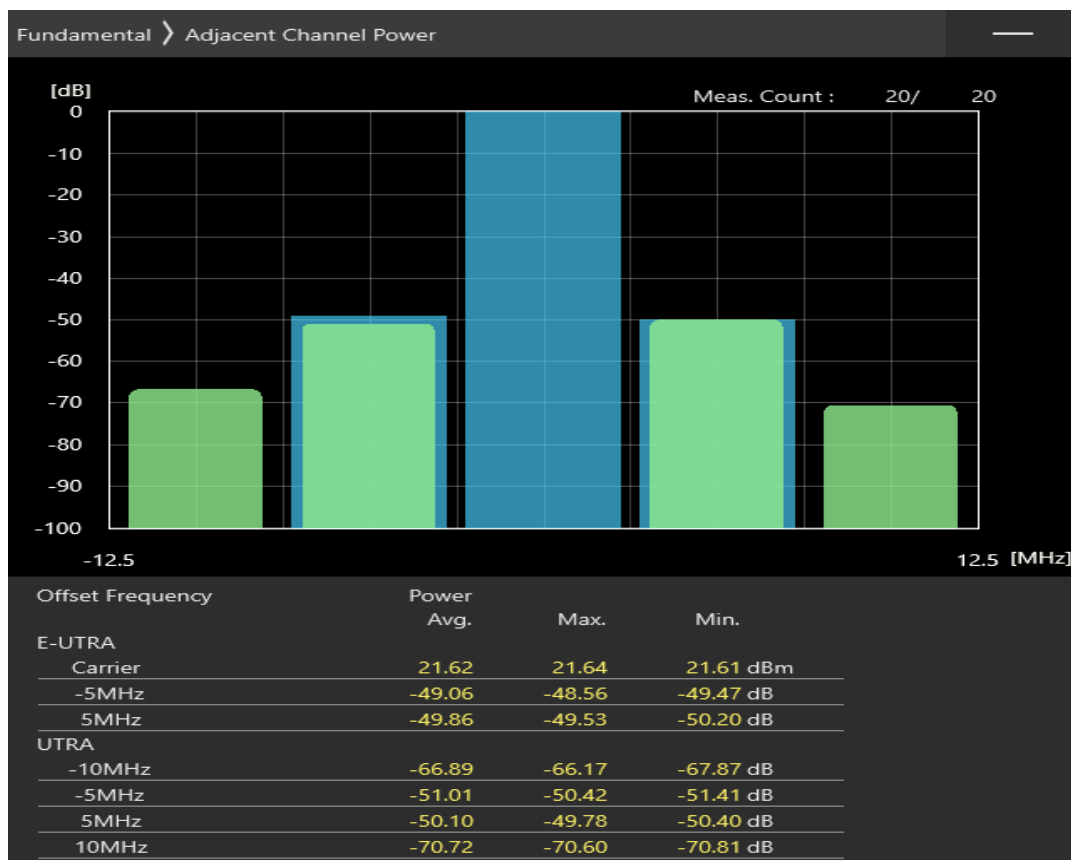 Fundamental ❯ Adjacent Channel Power
[dB]
Meas. Count : 20/ 20
0
-10
-20
-30
-40
-50
-60
-70
-80
-90
-100
-12.5 12.5 [MHz]
Offset Frequency Power
Avg. Max. Min.
E-UTRA
Carrier 21.62 21.64 21.61 dBm
-5MHz -49.06 -48.56 -49.47 dB
5MHz -49.86 -49.53 -50.20 dB
UTRA
-10MHz -66.89 -66.17 -67.87 dB
-5MHz -51.01 -50.42 -51.41 dB
5MHz -50.10 -49.78 -50.40 dB
10MHz -70.72 -70.60 -70.81 dB